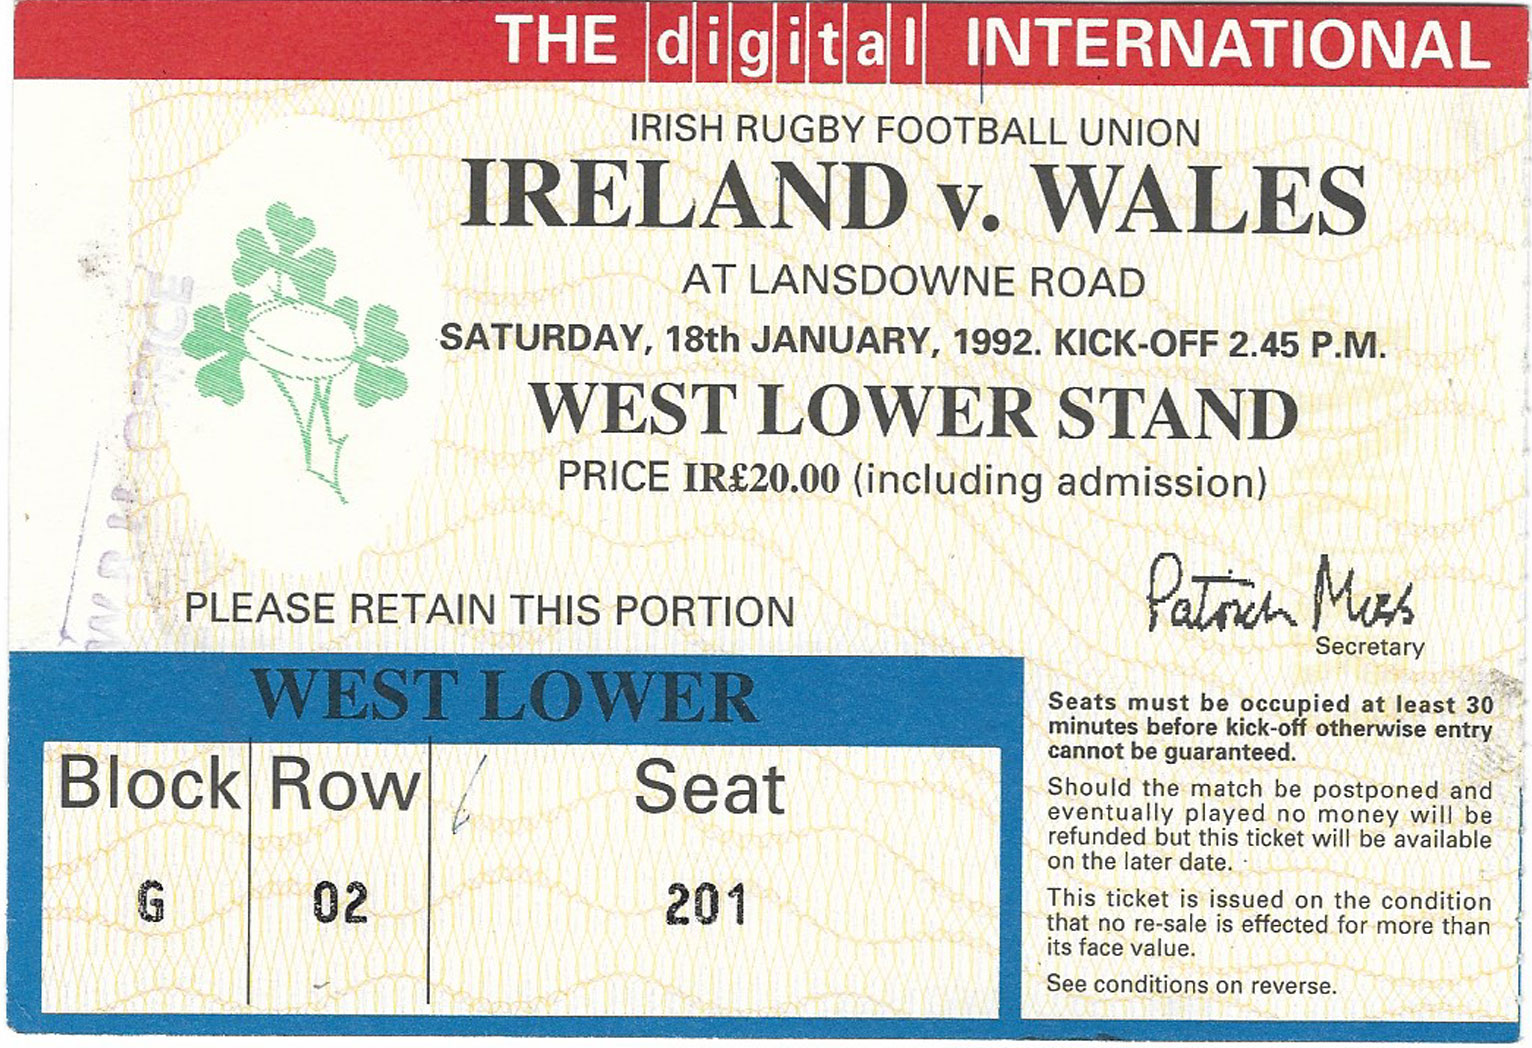 THE digital INTERNATIONAL
IRISH RUGBY FOOTBALL UNION
IRELAND v. WALES
AT LANSDOWNE ROAD
SATURDAY, 18th JANUARY, 1992. KICK-OFF 2.45 P.M.
WEST LOWER STAND
PRICE IR£20.00 (including admission)
PLEASE RETAIN THIS PORTION
Patrick Moss
Secretary
WEST LOWER
Block Row Seat
G 02 201
Seats must be occupied at least 30
minutes before kick-off otherwise entry
cannot be guaranteed.
Should the match be postponed and
eventually played no money will be
refunded but this ticket will be available
on the later date.
This ticket is issued on the condition
that no re-sale is effected for more than
its face value.
See conditions on reverse.